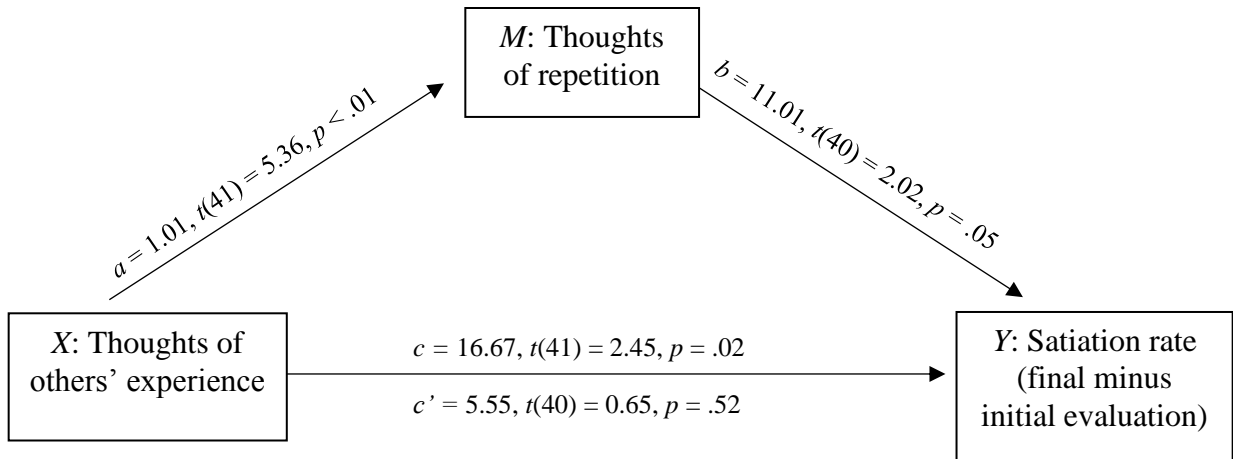 M: Thoughts
of repetition
a = 1.01, t(41) = 5.36, p < .01
b = 11.01, t(40) = 2.02, p = .05
X: Thoughts of
others’ experience
c = 16.67, t(41) = 2.45, p = .02
c’ = 5.55, t(40) = 0.65, p = .52
Y: Satiation rate
(final minus
initial evaluation)